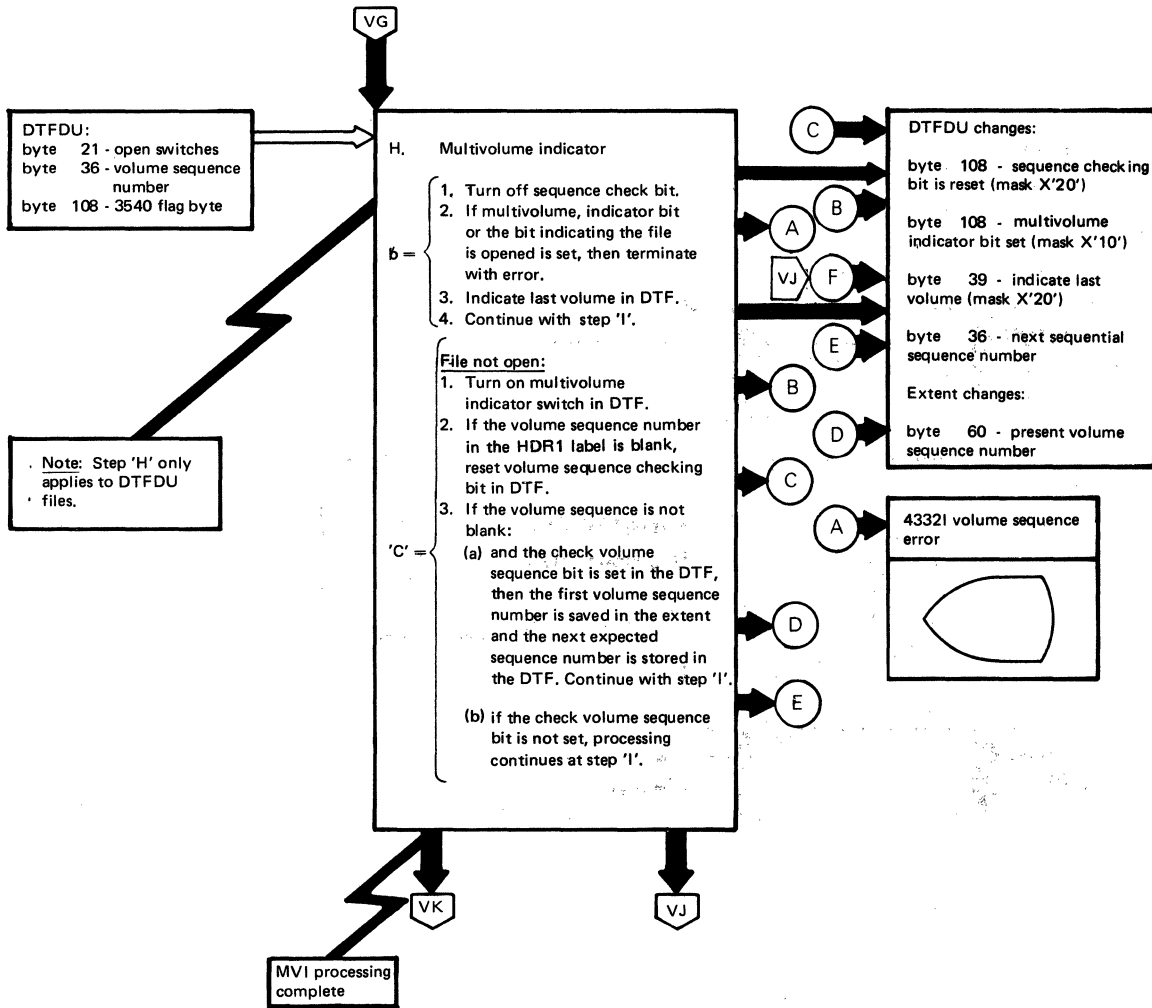 VG
DTFDU:
byte 21 - open switches
byte 36 - volume sequence
number
byte 108 - 3540 flag byte
. Note: Step 'H' only
applies to DTFDU
files.
H. Multivolume indicator
ƀ =
1. Turn off sequence check bit.
2. If multivolume, indicator bit
or the bit indicating the file
is opened is set, then terminate
with error.
3. Indicate last volume in DTF.
4. Continue with step 'I'.
'C' =
File not open:
1. Turn on multivolume
indicator switch in DTF.
2. If the volume sequence number
in the HDR1 label is blank,
reset volume sequence checking
bit in DTF.
3. If the volume sequence is not
blank:
(a) and the check volume
sequence bit is set in the DTF,
then the first volume sequence
number is saved in the extent
and the next expected
sequence number is stored in
the DTF. Continue with step 'I'.
(b) if the check volume sequence
bit is not set, processing
continues at step 'I'.
A
B
C
D
E
C
B
VJ
F
E
D
A
DTFDU changes:
byte 108 - sequence checking
bit is reset (mask X'20')
byte 108 - multivolume
indicator bit set (mask X'10')
byte 39 - indicate last
volume (mask X'20')
byte 36 - next sequential
sequence number
Extent changes:
byte 60 - present volume
sequence number
4332I volume sequence
error
VK
VJ
MVI processing
complete